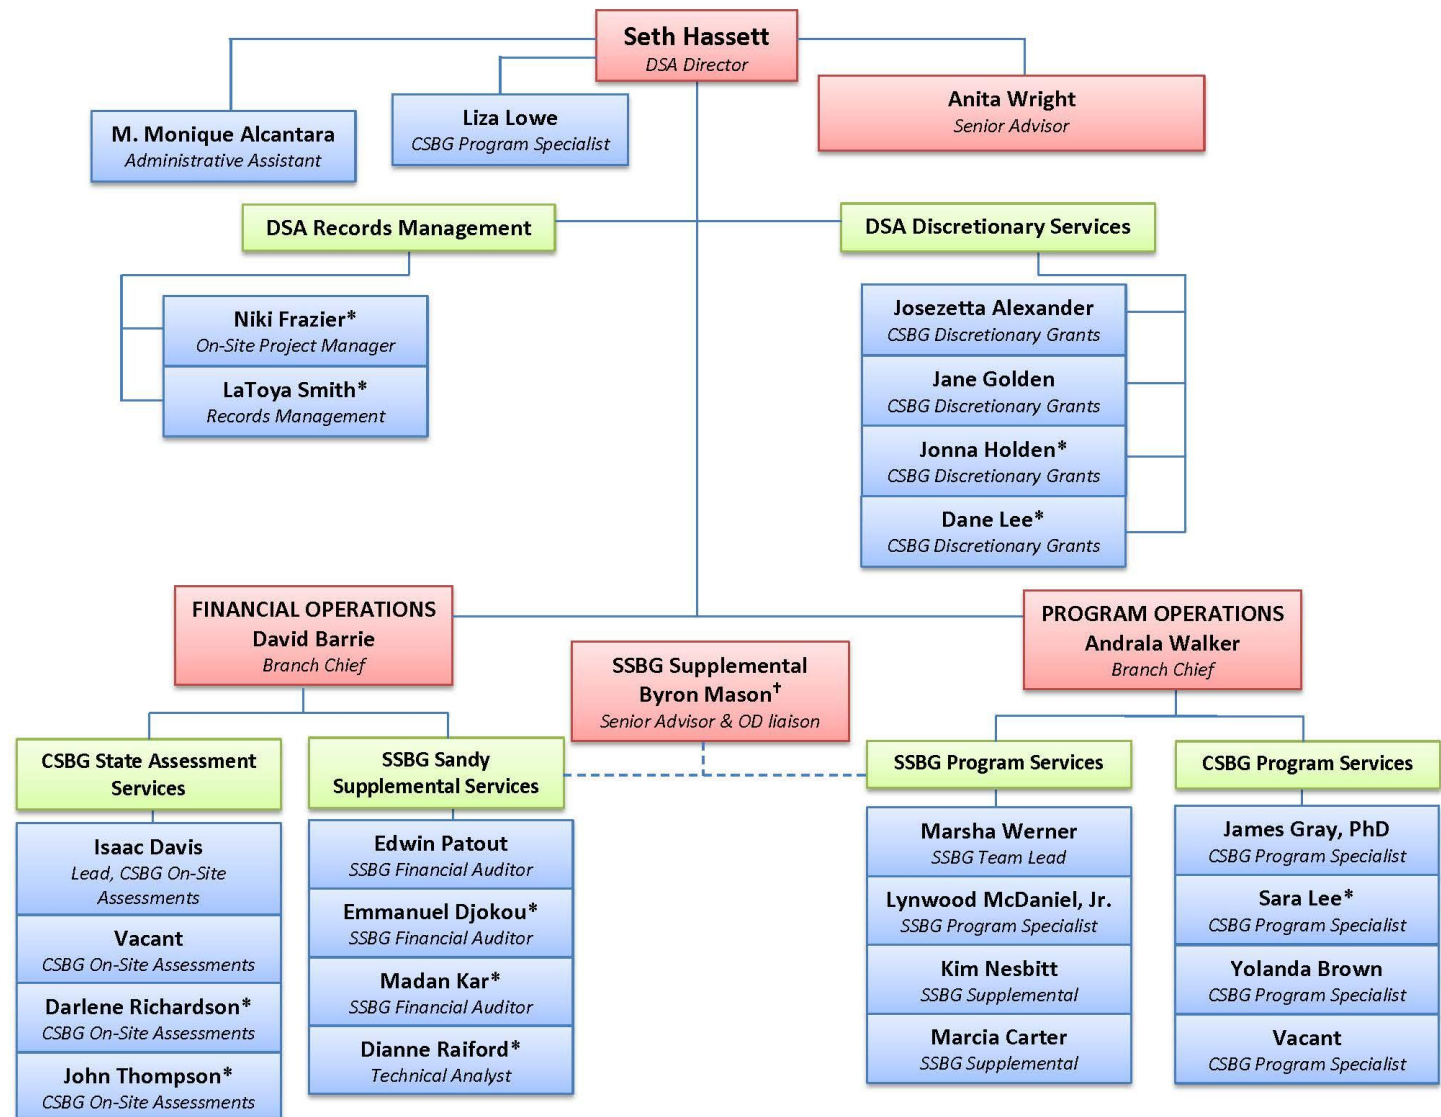 Seth Hassett
DSA Director
M. Monique Alcantara
Administrative Assistant
Liza Lowe
CSBG Program Specialist
Anita Wright
Senior Advisor
DSA Records Management
DSA Discretionary Services
Niki Frazier*
On-Site Project Manager
LaToya Smith*
Records Management
Josezetta Alexander
CSBG Discretionary Grants
Jane Golden
CSBG Discretionary Grants
Jonna Holden*
CSBG Discretionary Grants
Dane Lee*
CSBG Discretionary Grants
FINANCIAL OPERATIONS
David Barrie
Branch Chief
SSBG Supplemental
Byron Mason†
Senior Advisor & OD liaison
PROGRAM OPERATIONS
Andrala Walker
Branch Chief
CSBG State Assessment
Services
Isaac Davis
Lead, CSBG On-Site
Assessments
Vacant
CSBG On-Site Assessments
Darlene Richardson*
CSBG On-Site Assessments
John Thompson*
CSBG On-Site Assessments
SSBG Sandy
Supplemental Services
Edwin Patout
SSBG Financial Auditor
Emmanuel Djokou*
SSBG Financial Auditor
Madan Kar*
SSBG Financial Auditor
Dianne Raiford*
Technical Analyst
SSBG Program Services
Marsha Werner
SSBG Team Lead
Lynwood McDaniel, Jr.
SSBG Program Specialist
Kim Nesbitt
SSBG Supplemental
Marcia Carter
SSBG Supplemental
CSBG Program Services
James Gray, PhD
CSBG Program Specialist
Sara Lee*
CSBG Program Specialist
Yolanda Brown
CSBG Program Specialist
Vacant
CSBG Program Specialist